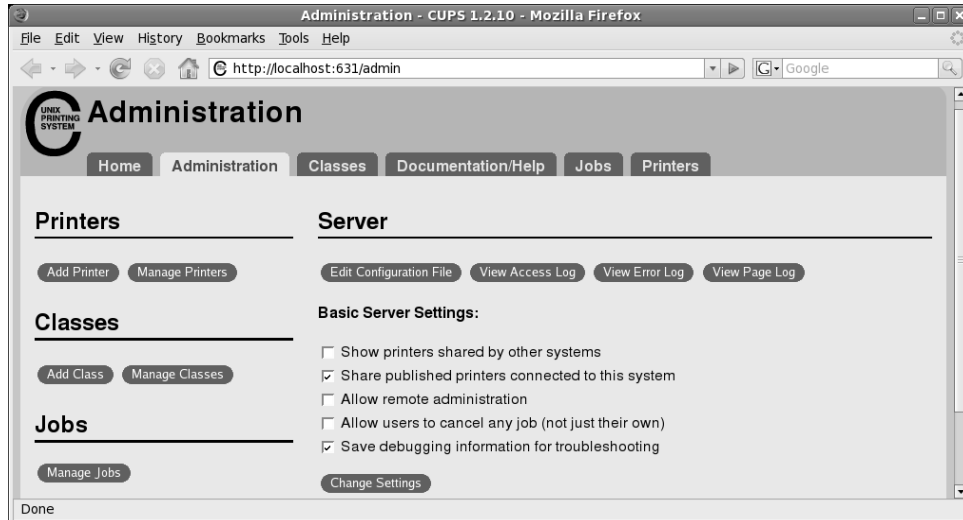 Administration - CUPS 1.2.10 - Mozilla Firefox
File Edit View History Bookmarks Tools Help
http://localhost:631/admin
G Google
UNIX
PRINTING
SYSTEM
Administration
Home Administration Classes Documentation/Help Jobs Printers
Printers
Add Printer Manage Printers
Classes
Add Class Manage Classes
Jobs
Manage Jobs
Server
Edit Configuration File View Access Log View Error Log View Page Log
Basic Server Settings:
Show printers shared by other systems
Share published printers connected to this system
Allow remote administration
Allow users to cancel any job (not just their own)
Save debugging information for troubleshooting
Change Settings
Done